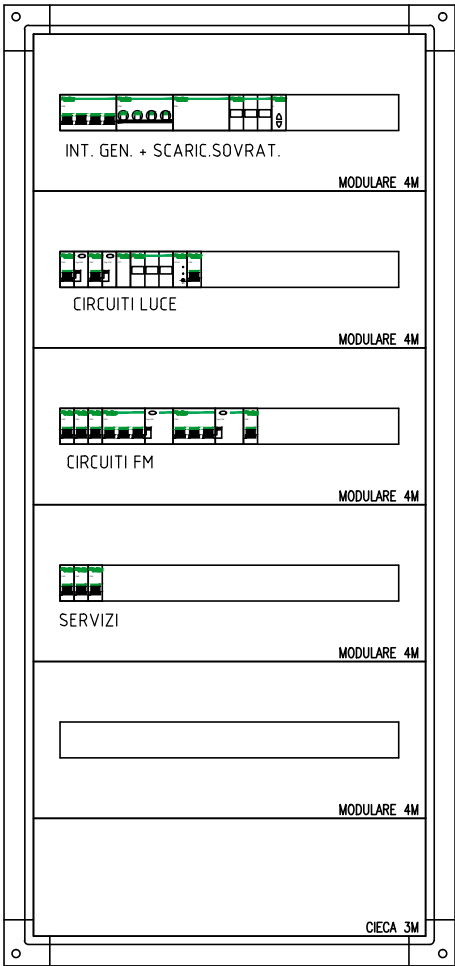 INT. GEN. + SCARIC.SOVRAT.
MODULARE 4M
CIRCUITI LUCE
MODULARE 4M
CIRCUITI FM
MODULARE 4M
SERVIZI
MODULARE 4M
MODULARE 4M
CIECA 3M